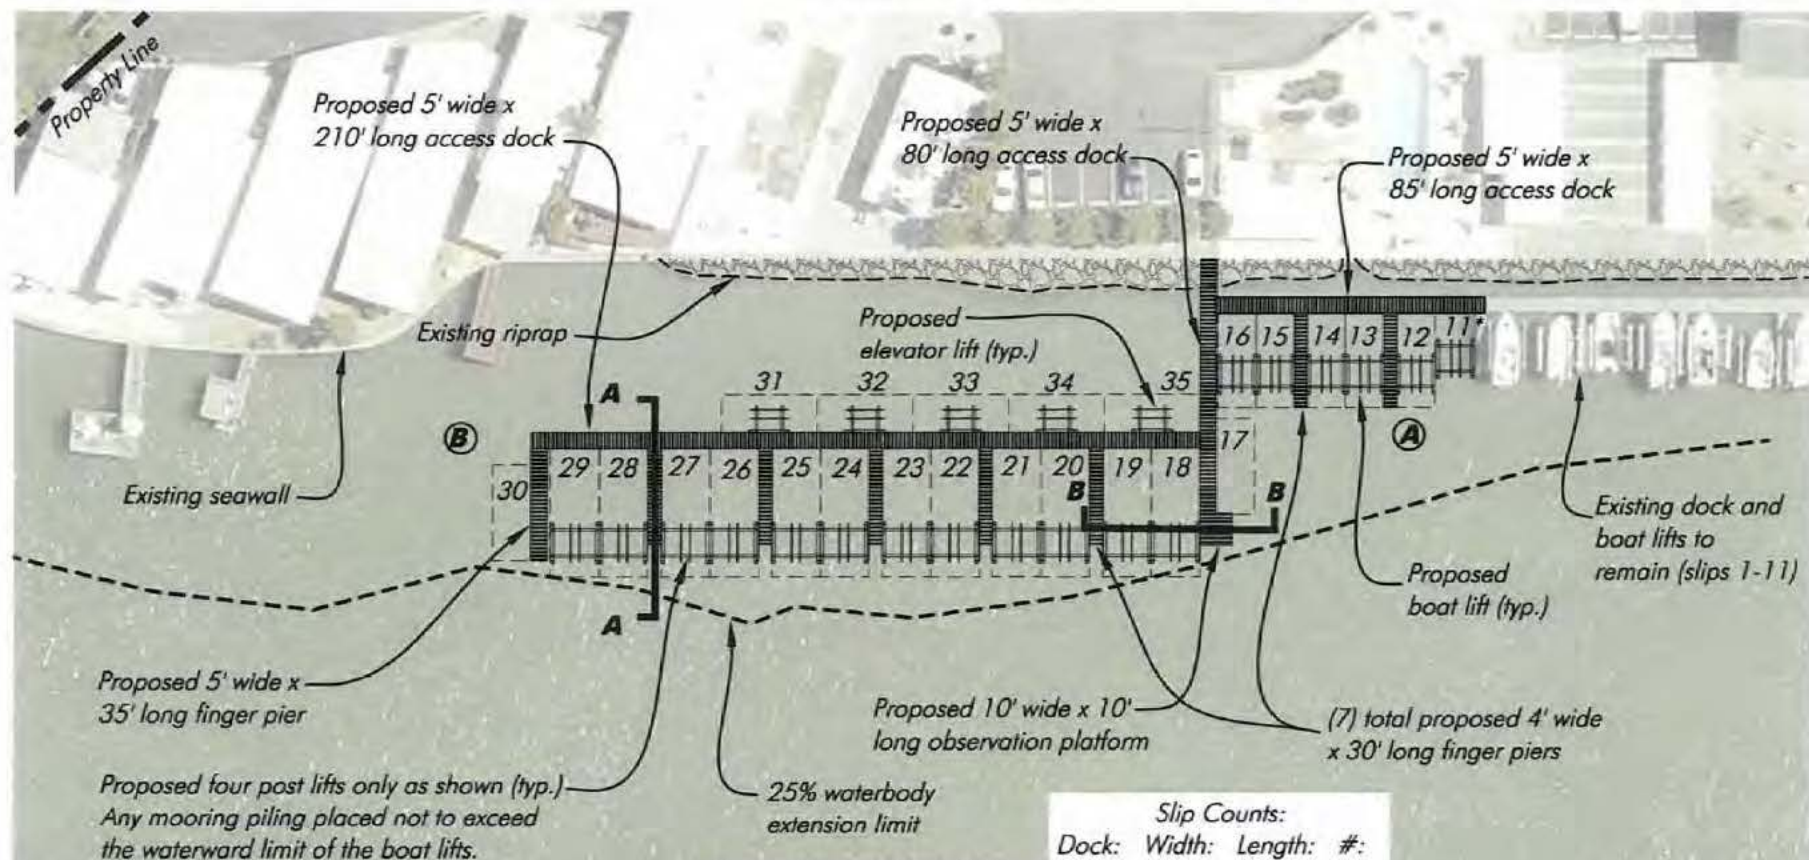 Property Line
Proposed 5' wide x
210' long access dock
Proposed 5' wide x
80' long access dock
Proposed 5' wide x
85' long access dock
Existing riprap
Proposed
elevator lift (typ.)
16 15 14 13 12 11*
31 32 33 34 35
A
B
A
17
29 28 27 26 25 24 23 22 21 20 19 18
30
B B
Existing seawall
Existing dock and
boat lifts to
remain (slips 1-11)
Proposed
boat lift (typ.)
A
Proposed 5' wide x
35' long finger pier
Proposed 10' wide x 10'
long observation platform
(7) total proposed 4' wide
x 30' long finger piers
Proposed four post lifts only as shown (typ.)
Any mooring piling placed not to exceed
the waterward limit of the boat lifts.
25% waterbody
extension limit
Slip Counts:
Dock: Width: Length: #: